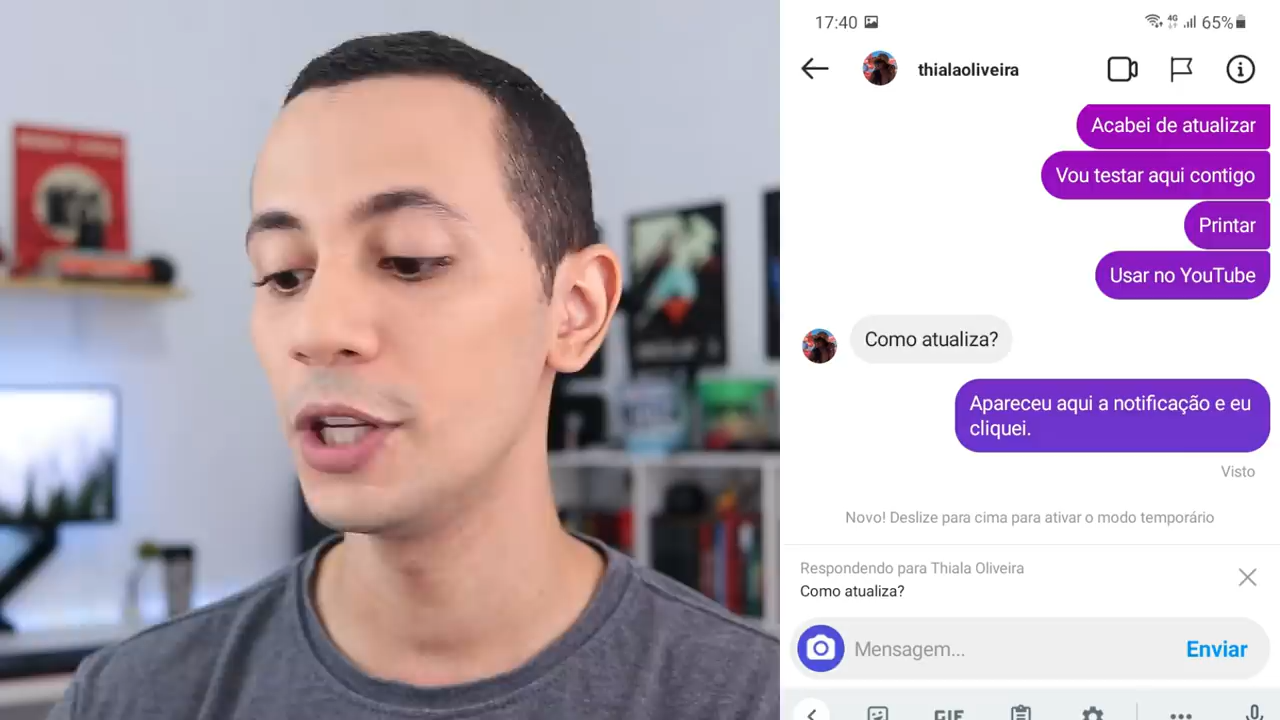 17:40
4G
65%
thialaoliveira
Acabei de atualizar
Vou testar aqui contigo
Printar
Usar no YouTube
Como atualiza?
Apareceu aqui a notificação e eu
cliquei.
Visto
Novo! Deslize para cima para ativar o modo temporário
Respondendo para Thiala Oliveira
Como atualiza?
Mensagem...
Enviar
GIF